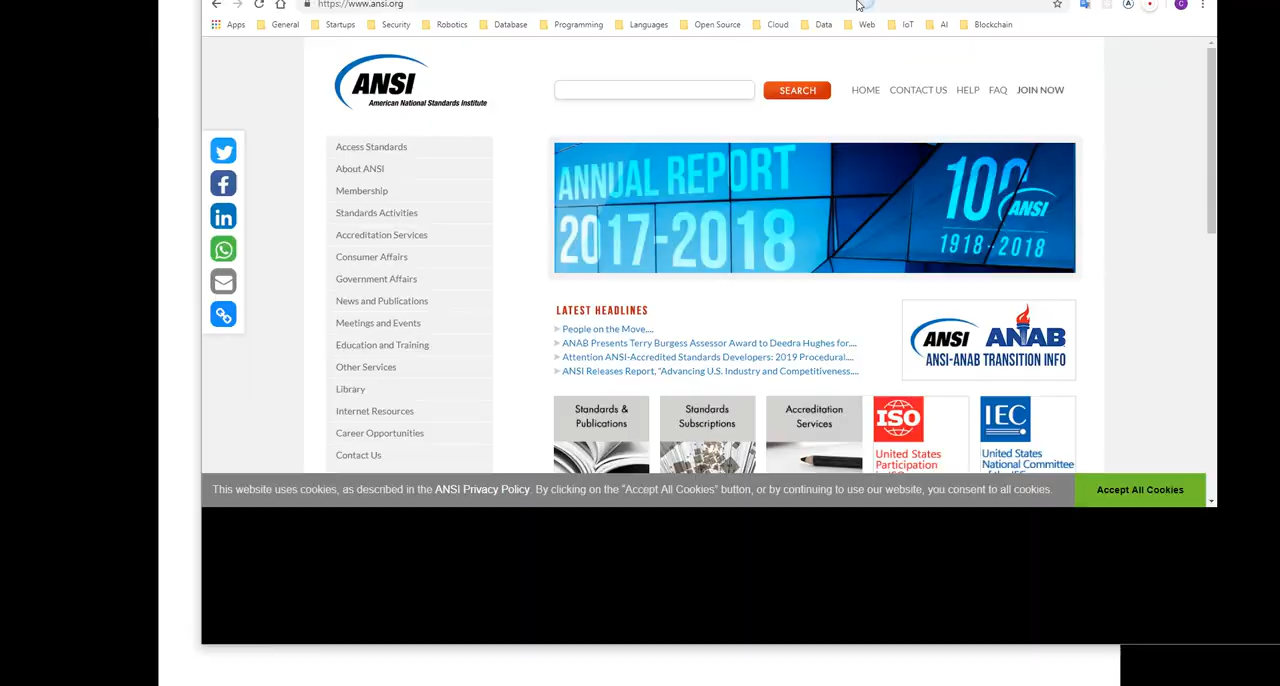 https://www.ansi.org
Apps General Startups Security Robotics Database Programming Languages Open Source Cloud Data Web IoT AI Blockchain
ANSI
American National Standards Institute
SEARCH
HOME CONTACT US HELP FAQ JOIN NOW
Access Standards
About ANSI
Membership
Standards Activities
Accreditation Services
Consumer Affairs
Government Affairs
News and Publications
Meetings and Events
Education and Training
Other Services
Library
Internet Resources
Career Opportunities
Contact Us
ANNUAL REPORT
2017-2018
100
ANSI
1918-2018
LATEST HEADLINES
People on the Move....
ANAB Presents Terry Burgess Assessor Award to Deedra Hughes for....
Attention ANSI-Accredited Standards Developers: 2019 Procedural....
ANSI Releases Report, "Advancing U.S. Industry and Competitiveness....
ANSI ANAB
ANSI-ANAB TRANSITION INFO
Standards &
Publications
Standards
Subscriptions
Accreditation
Services
ISO
United States
Participation
IEC
United States
National Committee
This website uses cookies, as described in the ANSI Privacy Policy. By clicking on the "Accept All Cookies" button, or by continuing to use our website, you consent to all cookies.
Accept All Cookies